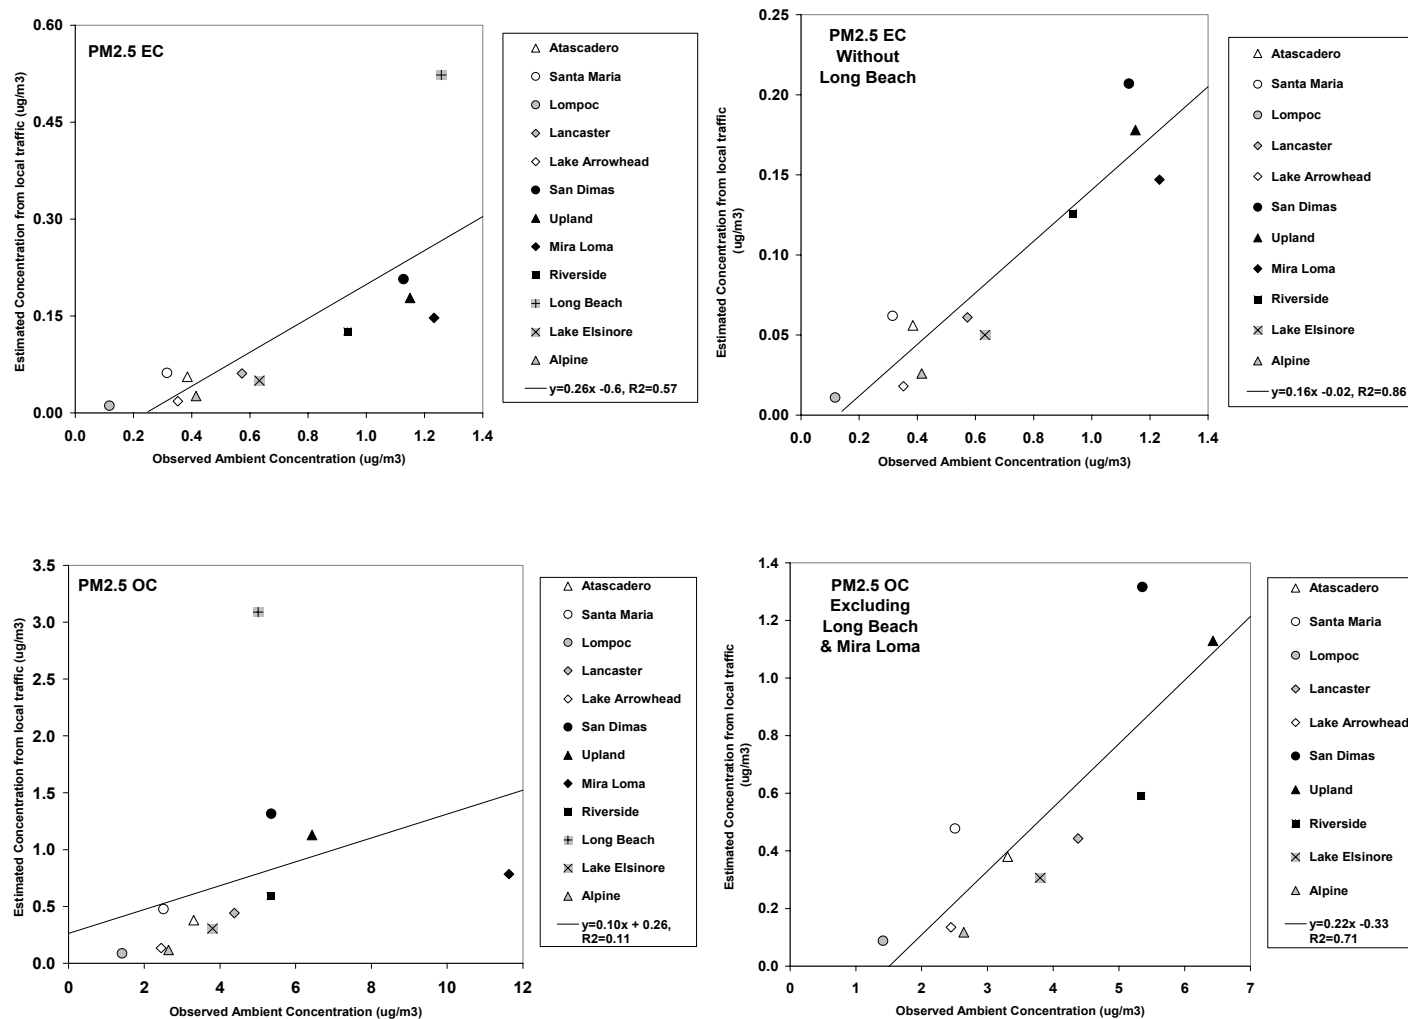 PM2.5 EC
Estimated Concentration from local traffic (ug/m3)
0.60
0.45
0.30
0.15
0.00
0.0 0.2 0.4 0.6 0.8 1.0 1.2 1.4
Observed Ambient Concentration (ug/m3)
Atascadero
Santa Maria
Lompoc
Lancaster
Lake Arrowhead
San Dimas
Upland
Mira Loma
Riverside
Long Beach
Lake Elsinore
Alpine
y=0.26x -0.6, R2=0.57
PM2.5 EC
Without
Long Beach
Estimated Concentration from local traffic
(ug/m3)
0.25
0.20
0.15
0.10
0.05
0.00
0.0 0.2 0.4 0.6 0.8 1.0 1.2 1.4
Observed Ambient Concentration (ug/m3)
Atascadero
Santa Maria
Lompoc
Lancaster
Lake Arrowhead
San Dimas
Upland
Mira Loma
Riverside
Lake Elsinore
Alpine
y=0.16x -0.02, R2=0.86
PM2.5 OC
Estimated Concentration from local traffic (ug/m3)
3.5
3.0
2.5
2.0
1.5
1.0
0.5
0.0
0 2 4 6 8 10 12
Observed Ambient Concentration (ug/m3)
Atascadero
Santa Maria
Lompoc
Lancaster
Lake Arrowhead
San Dimas
Upland
Mira Loma
Riverside
Long Beach
Lake Elsinore
Alpine
y=0.10x + 0.26,
R2=0.11
PM2.5 OC
Excluding
Long Beach
& Mira Loma
Estimated Concentration from local traffic
(ug/m3)
1.4
1.2
1.0
0.8
0.6
0.4
0.2
0.0
0 1 2 3 4 5 6 7
Observed Ambient Concentration (ug/m3)
Atascadero
Santa Maria
Lompoc
Lancaster
Lake Arrowhead
San Dimas
Upland
Riverside
Lake Elsinore
Alpine
y=0.22x -0.33
R2=0.71